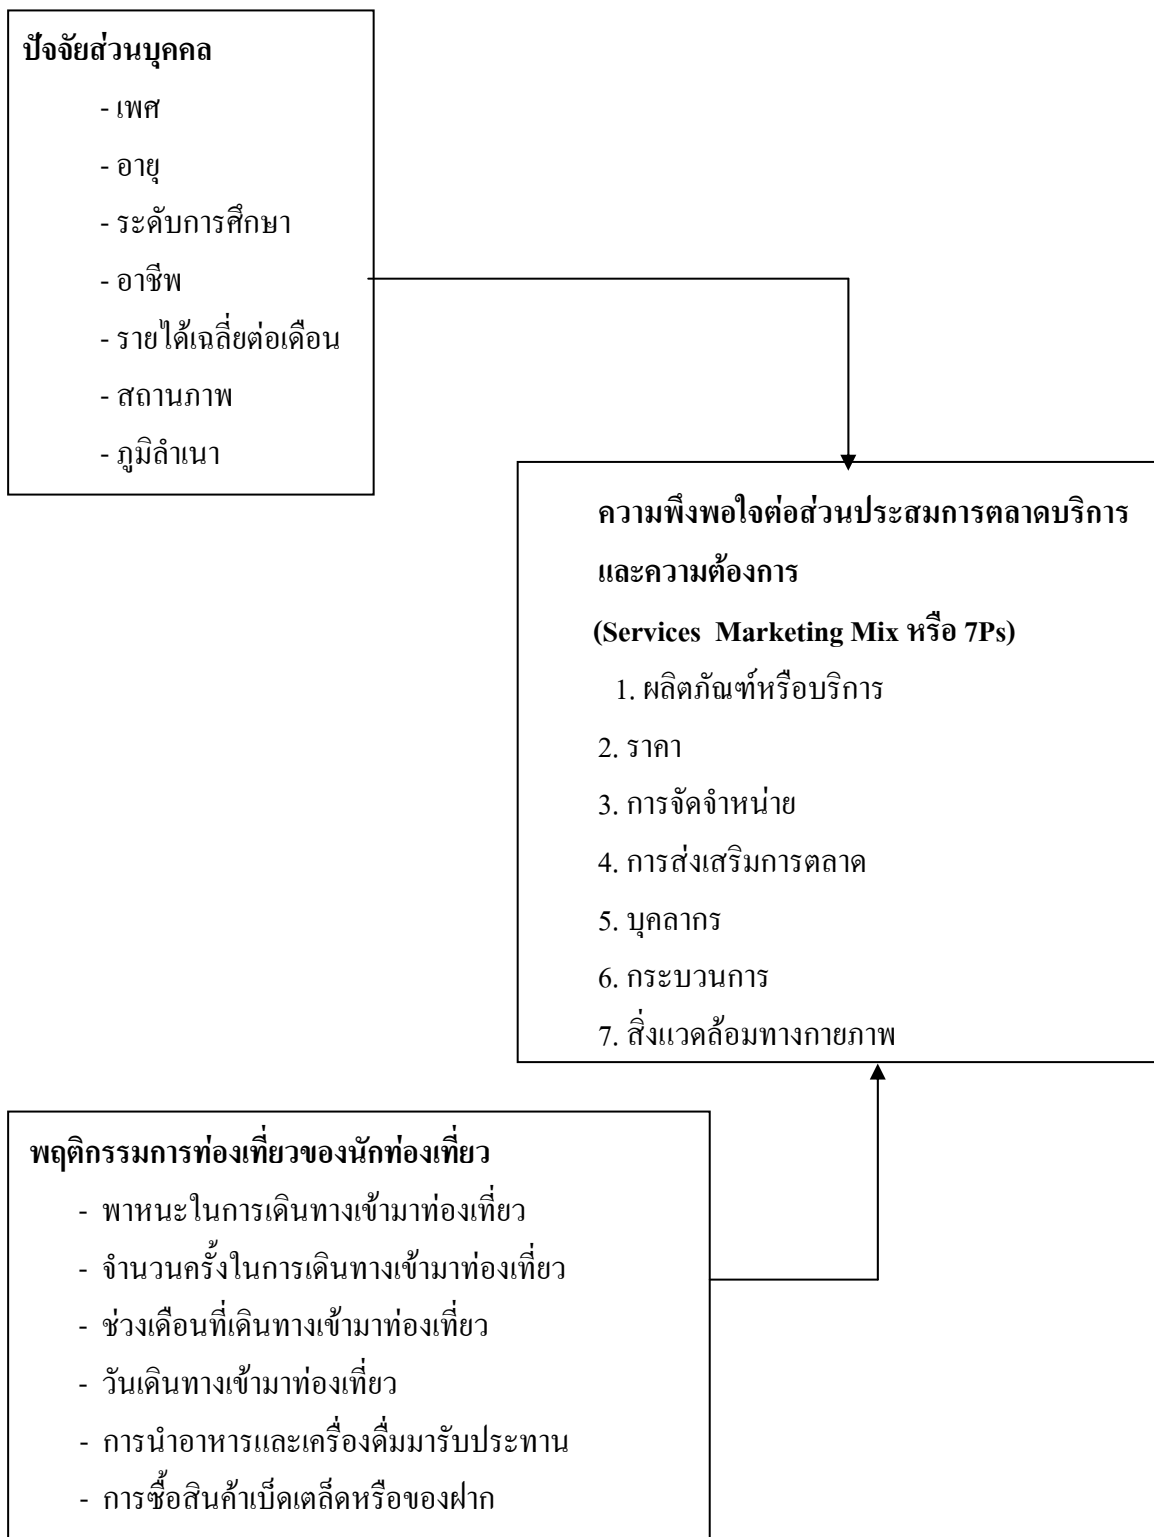 ปัจจัยส่วนบุคคล
- เพศ
- อายุ
- ระดับการศึกษา
- อาชีพ
- รายได้เฉลี่ยต่อเดือน
- สถานภาพ
- ภูมิลำเนา
ความพึงพอใจต่อส่วนประสมการตลาดบริการ
และความต้องการ
(Services Marketing Mix หรือ 7Ps)
1. ผลิตภัณฑ์หรือบริการ
2. ราคา
3. การจัดจำหน่าย
4. การส่งเสริมการตลาด
5. บุคลากร
6. กระบวนการ
7. สิ่งแวดล้อมทางกายภาพ
พฤติกรรมการท่องเที่ยวของนักท่องเที่ยว
- พาหนะในการเดินทางเข้ามาท่องเที่ยว
- จำนวนครั้งในการเดินทางเข้ามาท่องเที่ยว
- ช่วงเดือนที่เดินทางเข้ามาท่องเที่ยว
- วันเดินทางเข้ามาท่องเที่ยว
- การนำอาหารและเครื่องดื่มมารับประทาน
- การซื้อสินค้าเบ็ดเตล็ดหรือของฝาก